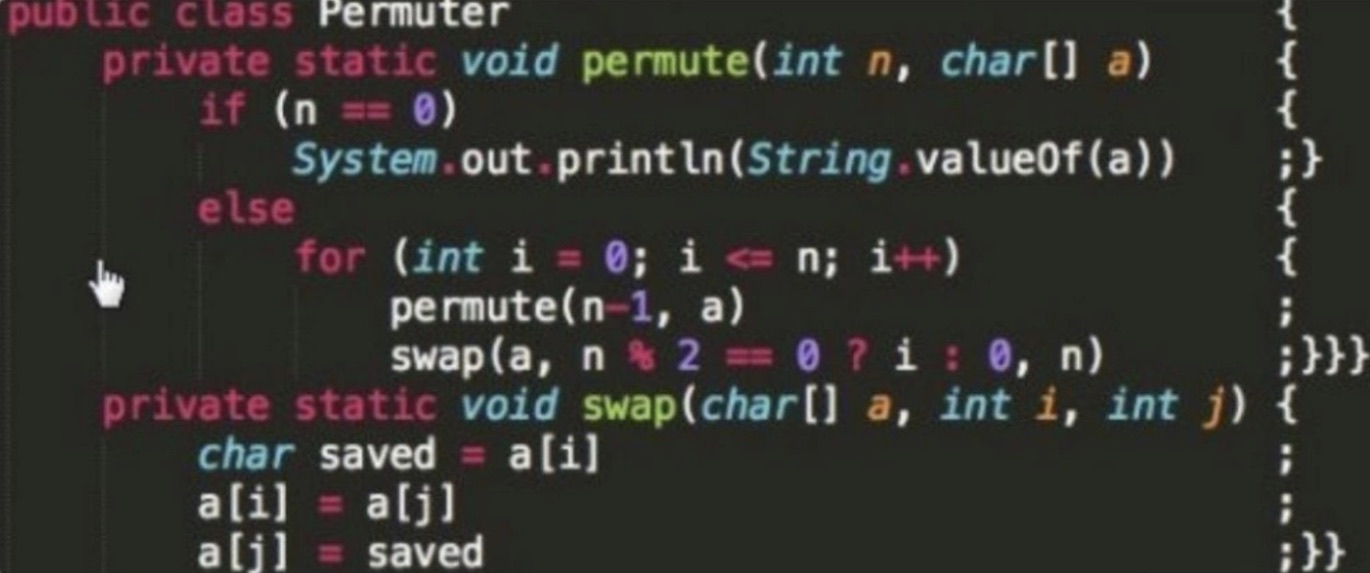 public class Permuter {
private static void permute(int n, char[] a) {
if (n == 0) {
System.out.println(String.valueOf(a)) ;}
else {
for (int i = 0; i <= n; i++) {
permute(n-1, a) ;
swap(a, n % 2 == 0 ? i : 0, n) ;}}}
private static void swap(char[] a, int i, int j) {
char saved = a[i] ;
a[i] = a[j] ;
a[j] = saved ;}}